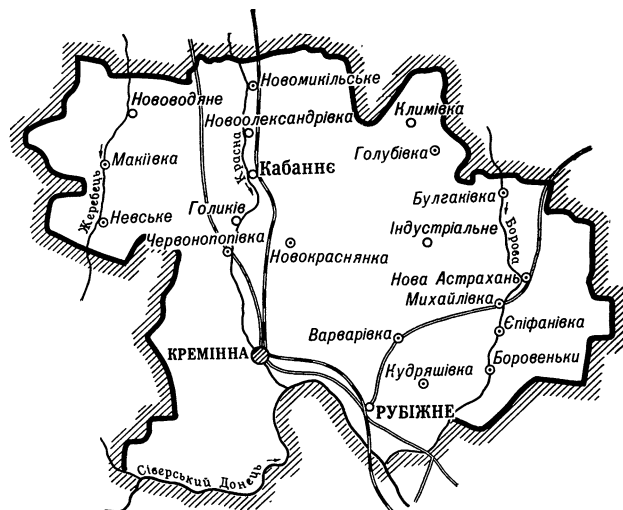 Новомикільське
Нововодяне
Новоолександрівка
Климівка
Голубівка
Макіївка
Красна
Кабаннє
Булгаківка
Жеребець
Невське
Голиків
Борова
Індустріальне
Червонопопівка
Новокраснянка
Нова Астрахань
Михайлівка
Варварівка
Єпіфанівка
КРЕМІННА
Боровеньки
Кудряшівка
РУБІЖНЕ
Сіверський Донець